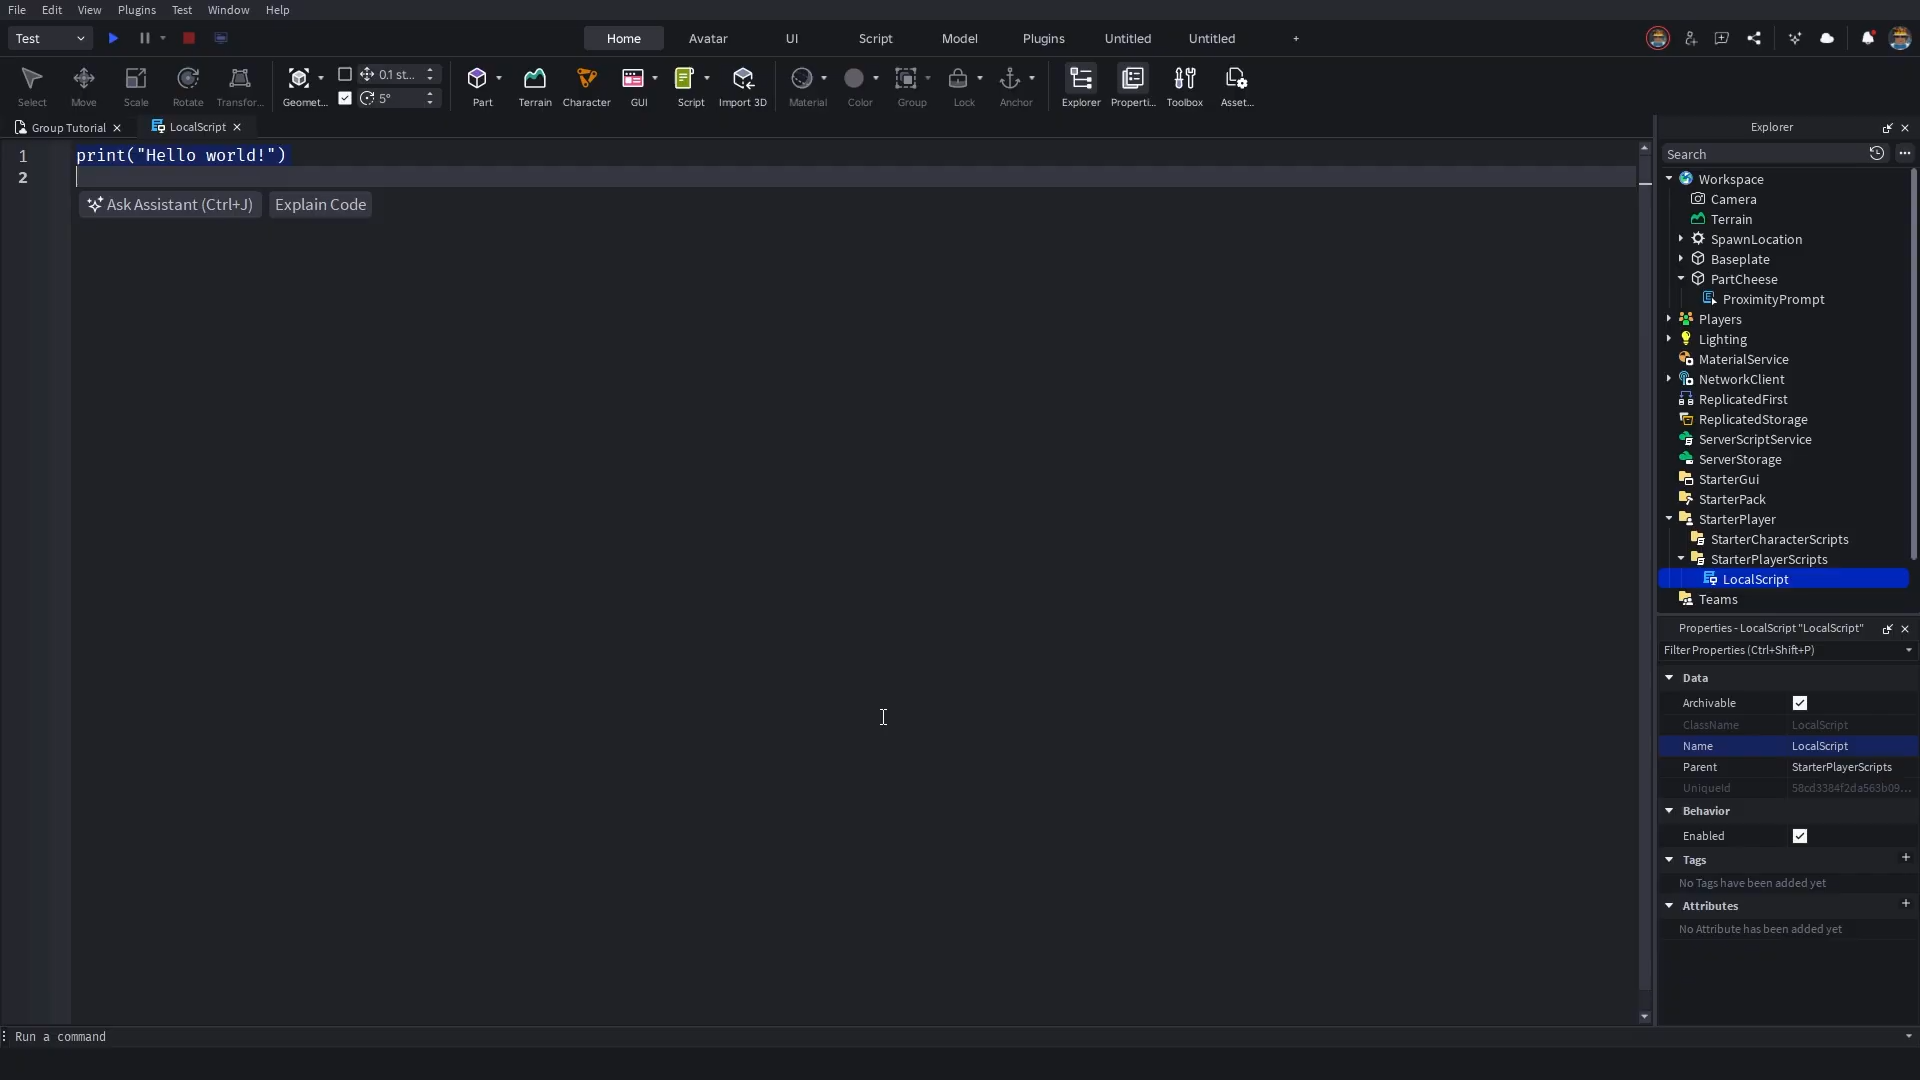 File Edit View Plugins Test Window Help
Test
Home Avatar UI Script Model Plugins Untitled Untitled +
Select Move Scale Rotate Transfor... Geomet... 0.1 st... 5° Part Terrain Character GUI Script Import 3D Material Color Group Lock Anchor Explorer Properti... Toolbox Asset...
Group Tutorial LocalScript
1 print("Hello world!")
2
Ask Assistant (Ctrl+J) Explain Code
Explorer
Search
Workspace
Camera
Terrain
SpawnLocation
Baseplate
PartCheese
ProximityPrompt
Players
Lighting
MaterialService
NetworkClient
ReplicatedFirst
ReplicatedStorage
ServerScriptService
ServerStorage
StarterGui
StarterPack
StarterPlayer
StarterCharacterScripts
StarterPlayerScripts
LocalScript
Teams
Properties - LocalScript "LocalScript"
Filter Properties (Ctrl+Shift+P)
Data
Archivable
ClassName LocalScript
Name LocalScript
Parent StarterPlayerScripts
UniqueId 58cd3384f2da563b09...
Behavior
Enabled
Tags +
No Tags have been added yet
Attributes +
No Attribute has been added yet
Run a command